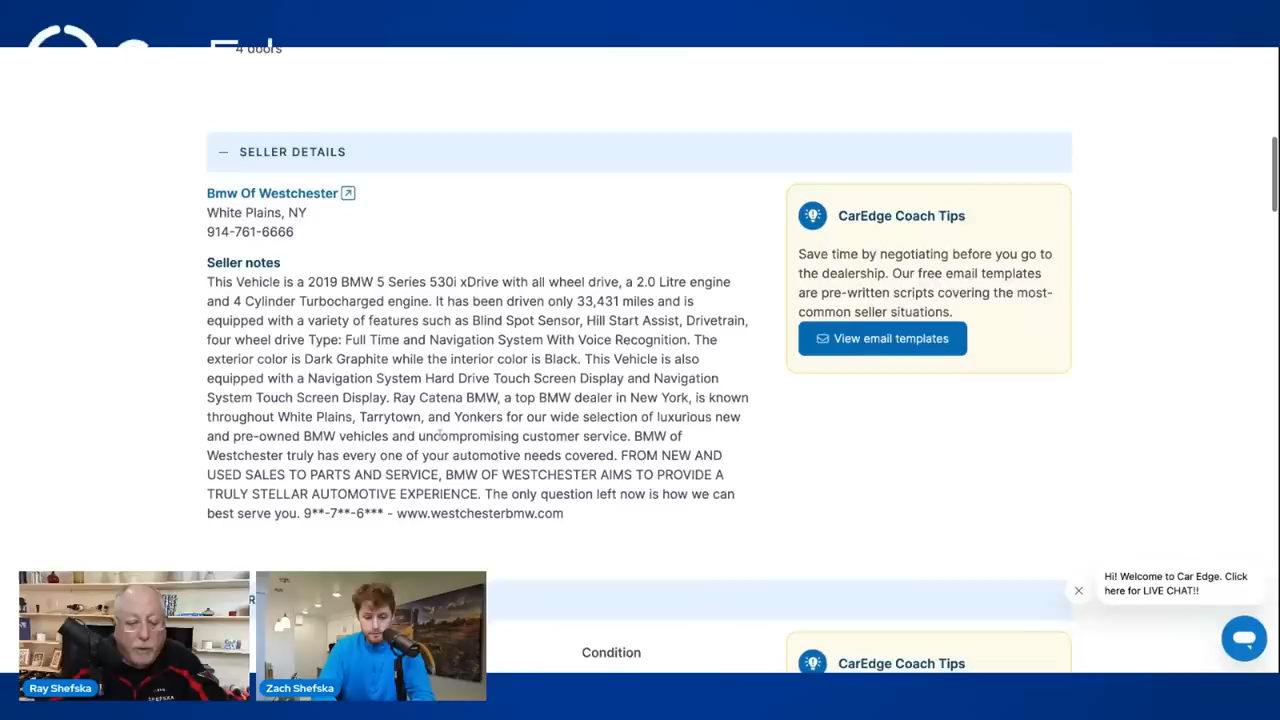 4 doors
— SELLER DETAILS
Bmw Of Westchester
White Plains, NY
914-761-6666
Seller notes
This Vehicle is a 2019 BMW 5 Series 530i xDrive with all wheel drive, a 2.0 Litre engine
and 4 Cylinder Turbocharged engine. It has been driven only 33,431 miles and is
equipped with a variety of features such as Blind Spot Sensor, Hill Start Assist, Drivetrain,
four wheel drive Type: Full Time and Navigation System With Voice Recognition. The
exterior color is Dark Graphite while the interior color is Black. This Vehicle is also
equipped with a Navigation System Hard Drive Touch Screen Display and Navigation
System Touch Screen Display. Ray Catena BMW, a top BMW dealer in New York, is known
throughout White Plains, Tarrytown, and Yonkers for our wide selection of luxurious new
and pre-owned BMW vehicles and uncompromising customer service. BMW of
Westchester truly has every one of your automotive needs covered. FROM NEW AND
USED SALES TO PARTS AND SERVICE, BMW OF WESTCHESTER AIMS TO PROVIDE A
TRULY STELLAR AUTOMOTIVE EXPERIENCE. The only question left now is how we can
best serve you. 9**-7**-6*** - www.westchesterbmw.com
CarEdge Coach Tips
Save time by negotiating before you go to
the dealership. Our free email templates
are pre-written scripts covering the most-
common seller situations.
View email templates
Hi! Welcome to Car Edge. Click
here for LIVE CHAT!!
Condition
CarEdge Coach Tips
Ray Shefska
Zach Shefska